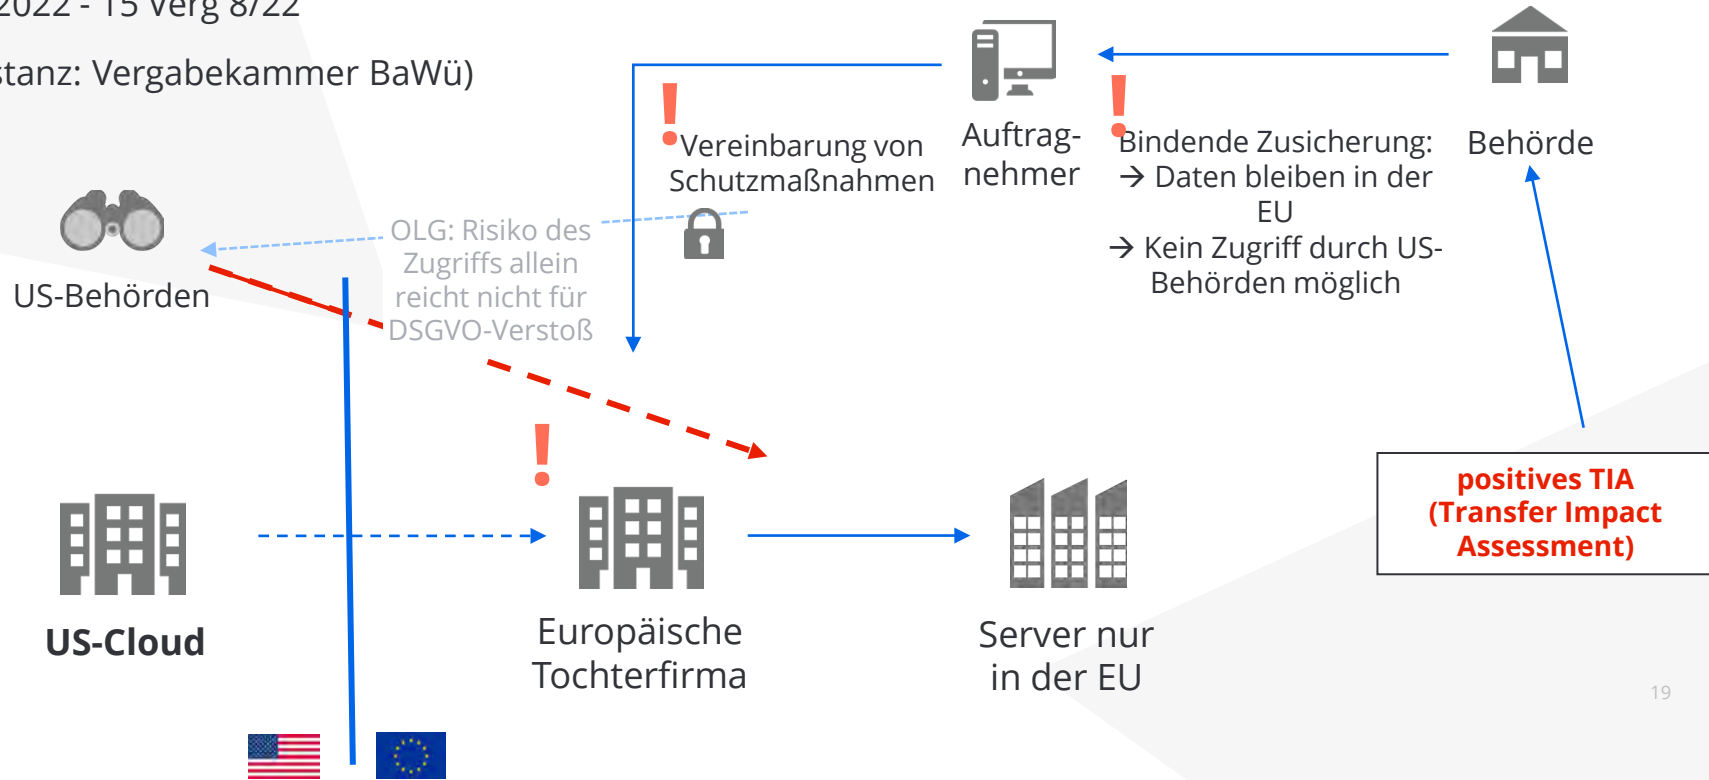 2022 - 15 Verg 8/22
stanz: Vergabekammer BaWü)
!
Vereinbarung von
Schutzmaßnahmen
Auftrag-
nehmer
!
Bindende Zusicherung:
→ Daten bleiben in der
EU
→ Kein Zugriff durch US-
Behörden möglich
Behörde
US-Behörden
OLG: Risiko des
Zugriffs allein
reicht nicht für
DSGVO-Verstoß
!
positives TIA
(Transfer Impact
Assessment)
US-Cloud
Europäische
Tochterfirma
Server nur
in der EU
19